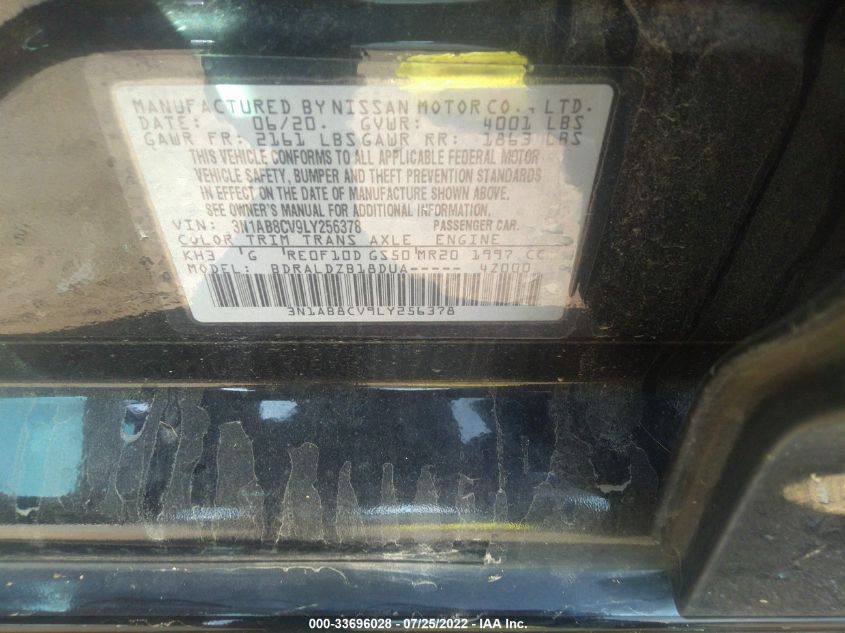 MANUFACTURED BY NISSAN MOTOR CO., LTD.
DATE: 06/20. GVWR: 4001 LBS
GAWR FR: 2161 LBS GAWR RR: 1863 LBS
THIS VEHICLE CONFORMS TO ALL APPLICABLE FEDERAL MOTOR
VEHICLE SAFETY, BUMPER AND THEFT PREVENTION STANDARDS
IN EFFECT ON THE DATE OF MANUFACTURE SHOWN ABOVE.
SEE OWNER'S MANUAL FOR ADDITIONAL INFORMATION.
VIN: 3N1AB8CV9LY256378 PASSENGER CAR.
COLOR TRIM TRANS AXLE ENGINE
KH3 G RE0F10D GS50 MR20 1997 CC
MODEL: BDRALDZB18DUA----- 42000
3N1AB8CV9LY256378
000-33696028 - 07/25/2022 - IAA Inc.